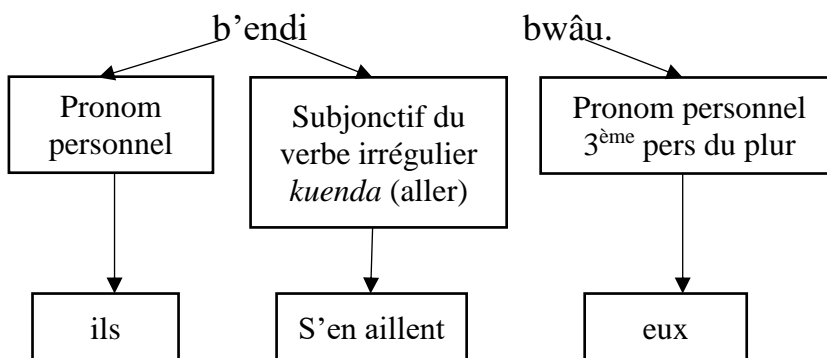 b’endi bwâu.
Pronom
personnel
Subjonctif du
verbe irrégulier
kuenda (aller)
Pronom personnel
3ème pers du plur
ils
S’en aillent
eux